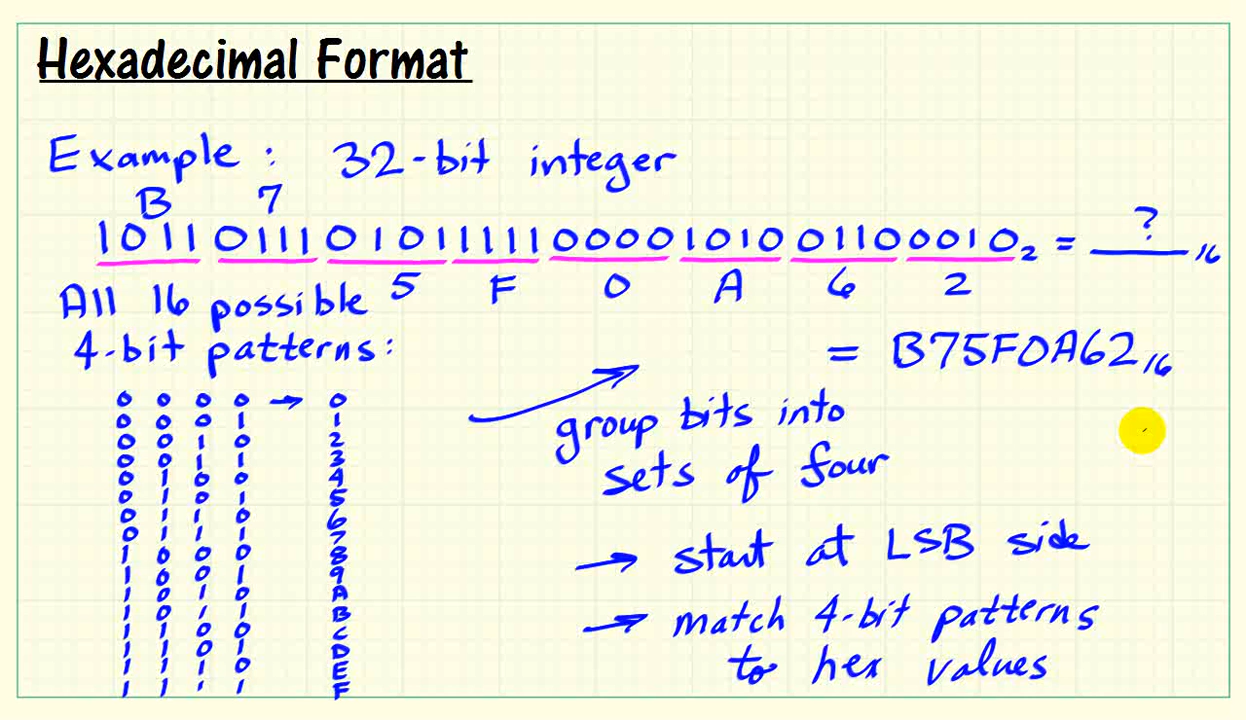 Hexadecimal Format
Example: 32-bit integer
B 7
10110111010111110000101001100010₂ = ?₁₆
5 F 0 A 6 2
All 16 possible
4-bit patterns:
= B75F0A62₁₆
0 0 0 0 → 0
0 0 0 1 1
0 0 1 0 2
0 0 1 1 3
0 1 0 0 4
0 1 0 1 5
0 1 1 0 6
0 1 1 1 7
1 0 0 0 8
1 0 0 1 9
1 0 1 0 A
1 0 1 1 B
1 1 0 0 C
1 1 0 1 D
1 1 1 0 E
1 1 1 1 F
group bits into
sets of four
→ start at LSB side
→ match 4-bit patterns
to hex values